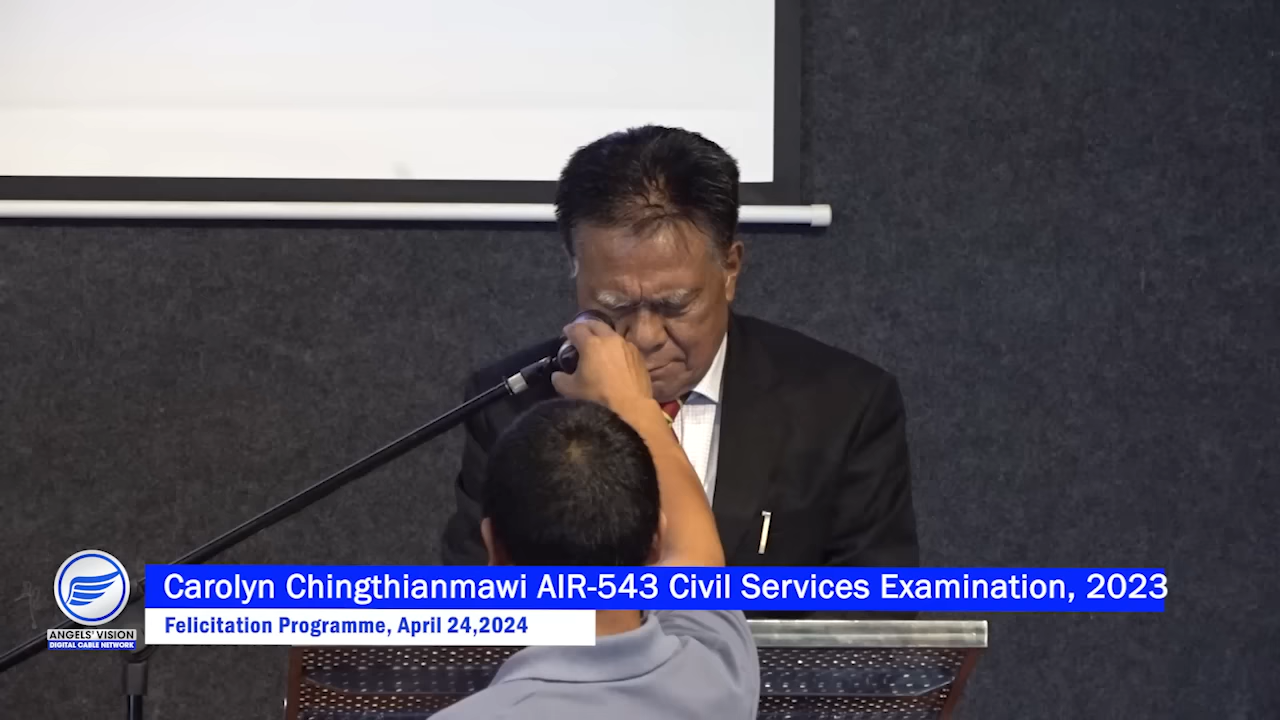 Carolyn Chingthianmawi AIR-543 Civil Services Examination, 2023
Felicitation Programme, April 24,2024
ANGELS' VISION
DIGITAL CABLE NETWORK